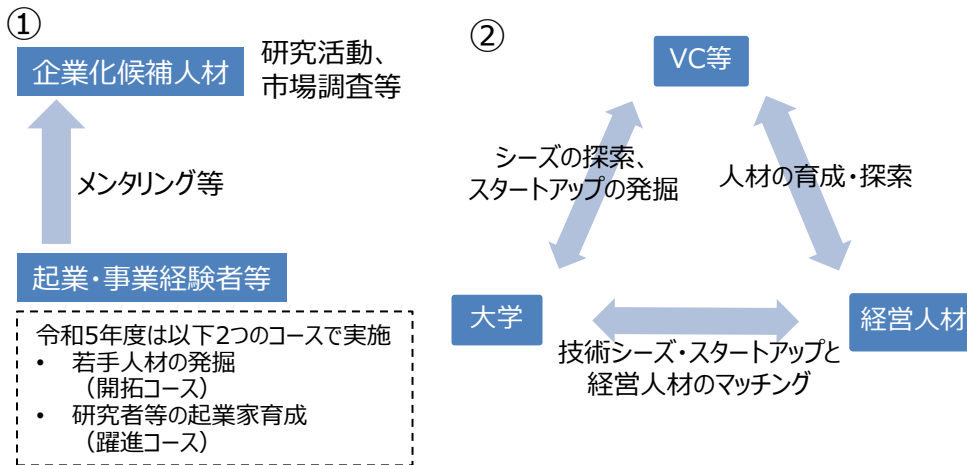 ①
企業化候補人材
研究活動、
市場調査等
メンタリング等
起業・事業経験者等
令和5年度は以下2つのコースで実施
• 若手人材の発掘
（開拓コース）
• 研究者等の起業家育成
（躍進コース）
②
VC等
シーズの探索、
スタートアップの発掘
人材の育成・探索
大学
経営人材
技術シーズ・スタートアップと
経営人材のマッチング